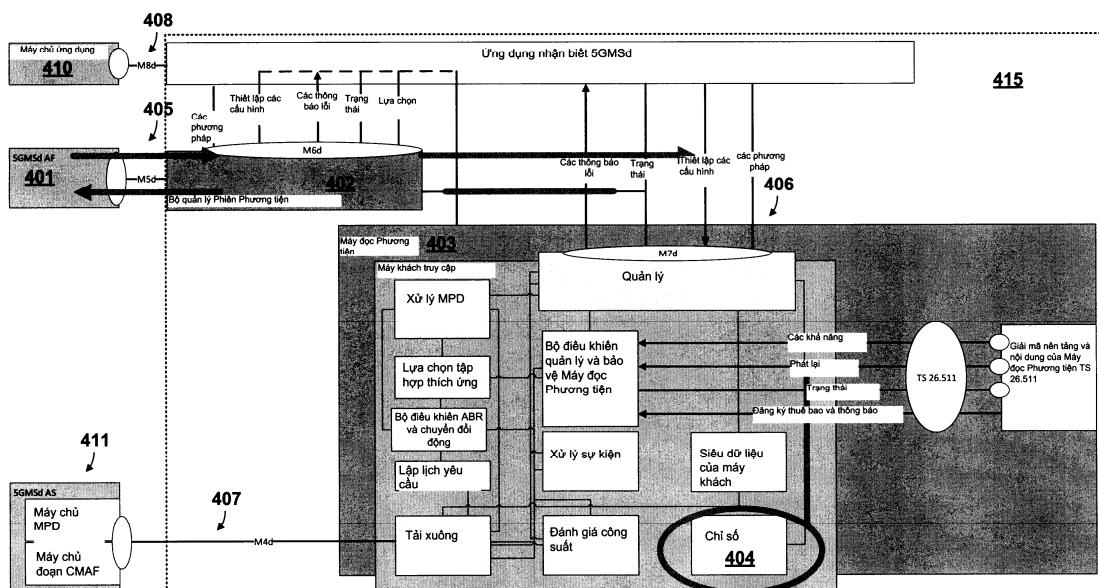 408
Máy chủ ứng dụng
410
M8d
Ứng dụng nhận biết 5GMSd
415
405
Các
phương
pháp
Thiết lập các
cấu hình
Các thông
báo lỗi
Trạng
thái
Lựa chọn
5GMSd AF
401
M5d
M6d
402
Bộ quản lý Phiên Phương tiện
Các thông báo
lỗi
Trạng
thái
Thiết lập các
cấu hình
các phương
pháp
406
Máy đọc Phương
tiện
403
Máy khách truy cập
M7d
Quản lý
Xử lý MPD
Lựa chọn tập
hợp thích ứng
Bộ điều khiên ABR
và chuyển đổi
động
Lập lịch yêu
cầu
Tải xuông
Bộ điều khiên
quản lý và bảo
vệ Máy đọc
Phương tiện
Xử lý sự kiện
Đánh giá công
suất
Siêu dữ liệu
của máy
khách
Chỉ số
404
Các khả năng
Phát lại
Trạng thái
Đăng ký thuê bao và thông báo
TS 26.511
Giải mã nền tảng và
nội dung của Máy
đọc Phương tiện TS
26.511
411
5GMSd AS
Máy chủ
MPD
Máy chủ
đoạn CMAF
407
M4d